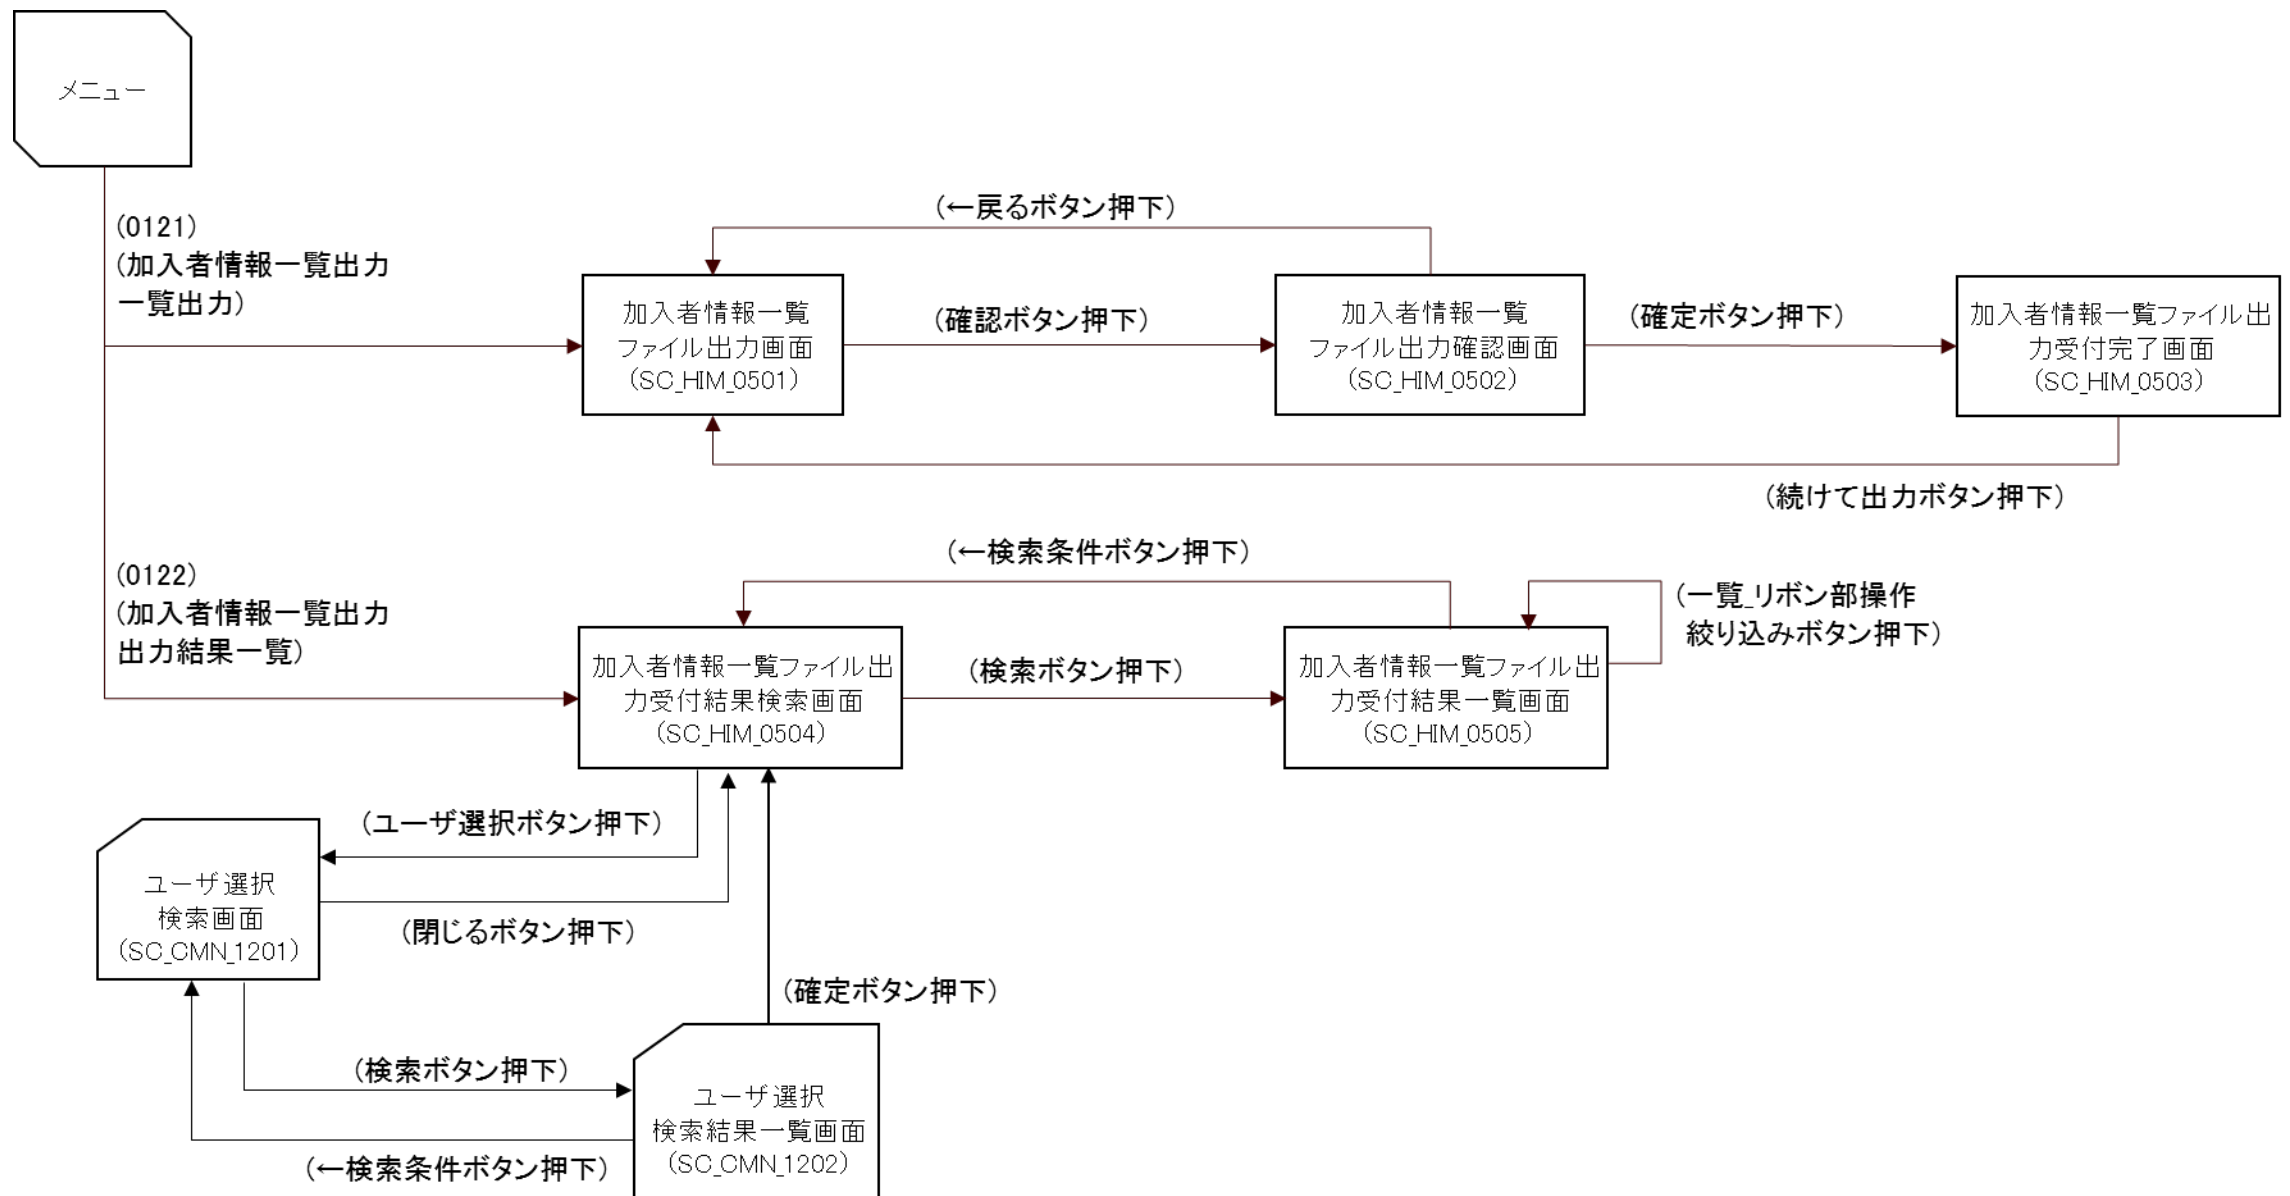 メニュー
(0121)
(加入者情報一覧出力
一覧出力)
(←戻るボタン押下)
加入者情報一覧
ファイル出力画面
(SC_HIM_0501)
(確認ボタン押下)
加入者情報一覧
ファイル出力確認画面
(SC_HIM_0502)
(確定ボタン押下)
加入者情報一覧ファイル出
力受付完了画面
(SC_HIM_0503)
(続けて出力ボタン押下)
(0122)
(加入者情報一覧出力
出力結果一覧)
(←検索条件ボタン押下)
(一覧_リボン部操作
絞り込みボタン押下)
加入者情報一覧ファイル出
力受付結果検索画面
(SC_HIM_0504)
(検索ボタン押下)
加入者情報一覧ファイル出
力受付結果一覧画面
(SC_HIM_0505)
(ユーザ選択ボタン押下)
ユーザ選択
検索画面
(SC_CMN_1201)
(閉じるボタン押下)
(確定ボタン押下)
(検索ボタン押下)
ユーザ選択
検索結果一覧画面
(SC_CMN_1202)
(←検索条件ボタン押下)